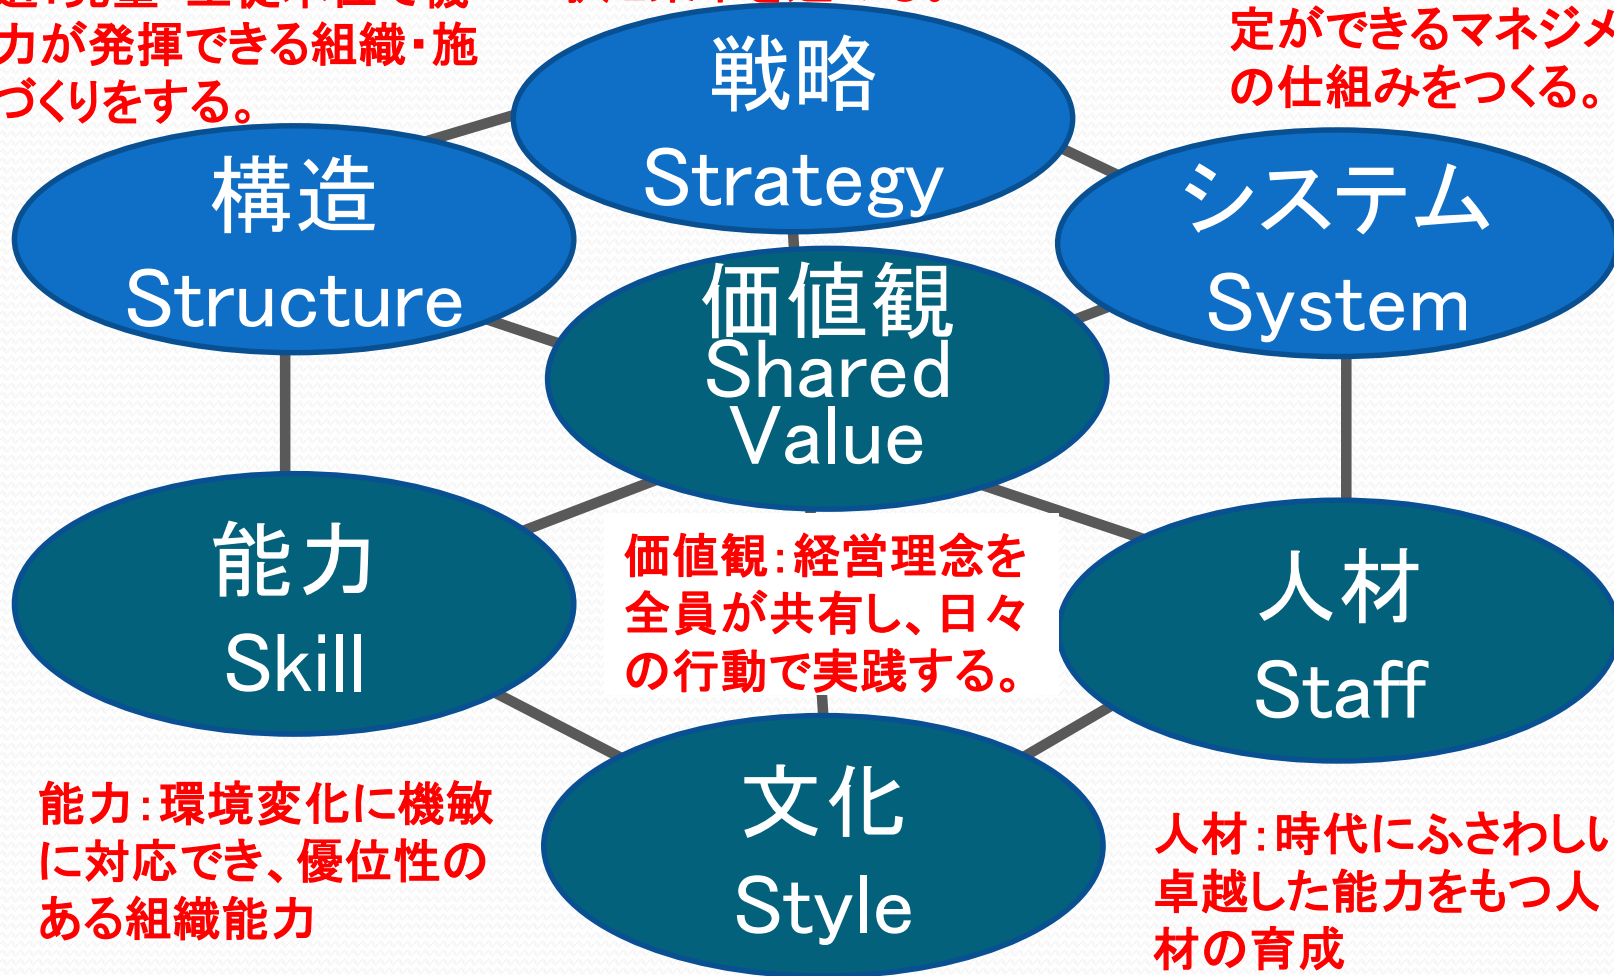 力が発揮できる組織・施
づくりをする。
定ができるマネジメ
の仕組みをつくる。
戦略
Strategy
構造
Structure
システム
System
価値観
Shared
Value
能力
Skill
価値観：経営理念を
全員が共有し、日々
の行動で実践する。
人材
Staff
文化
Style
能力：環境変化に機敏
に対応でき、優位性の
ある組織能力
人材：時代にふさわしい
卓越した能力をもつ人
材の育成